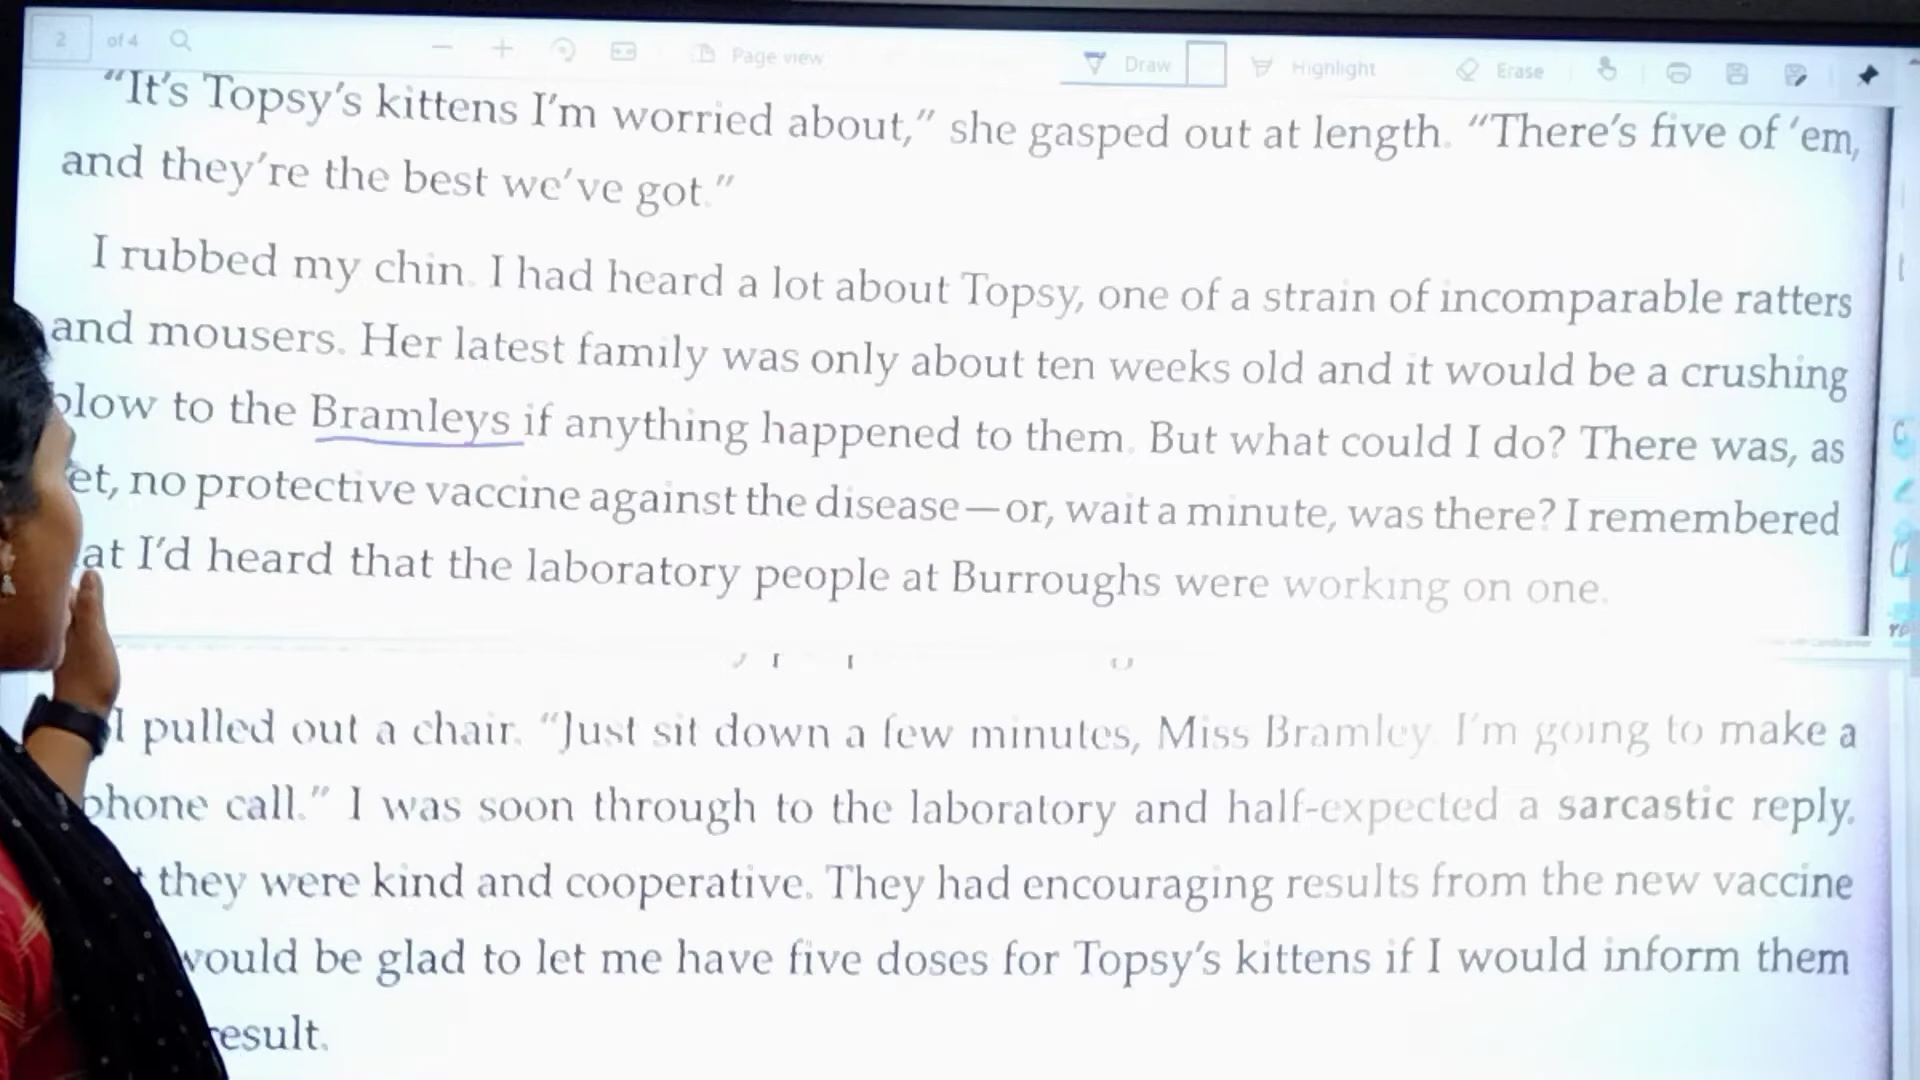 2 of 4 Page view Draw Highlight Erase
“It’s Topsy’s kittens I’m worried about,” she gasped out at length. “There’s five of ’em,
and they’re the best we’ve got.”
I rubbed my chin. I had heard a lot about Topsy, one of a strain of incomparable ratters
and mousers. Her latest family was only about ten weeks old and it would be a crushing
blow to the Bramleys if anything happened to them. But what could I do? There was, as
et, no protective vaccine against the disease—or, wait a minute, was there? I remembered
at I’d heard that the laboratory people at Burroughs were working on one.
I pulled out a chair. “Just sit down a few minutes, Miss Bramley. I’m going to make a
phone call.” I was soon through to the laboratory and half-expected a sarcastic reply.
they were kind and cooperative. They had encouraging results from the new vaccine
would be glad to let me have five doses for Topsy’s kittens if I would inform them
result.